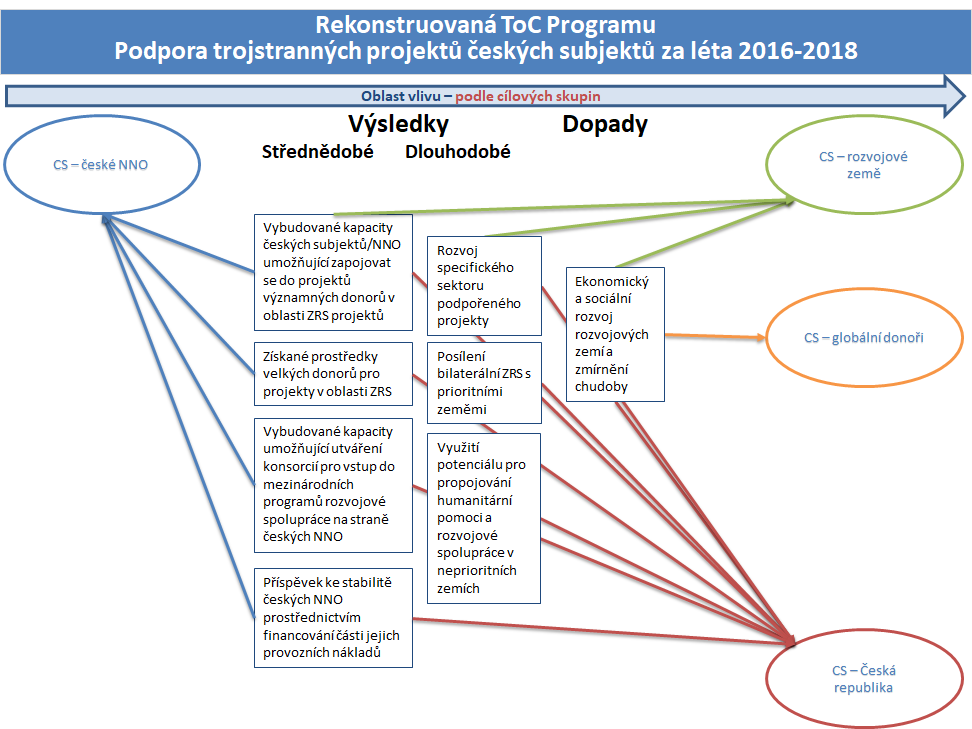 Rekonstruovaná ToC Programu
Podpora trojstranných projektů českých subjektů za léta 2016-2018
Oblast vlivu – podle cílových skupin
Výsledky
Dopady
Střednědobé
Dlouhodobé
CS – české NNO
CS – rozvojové
země
Vybudované kapacity
českých subjektů/NNO
umožňující zapojovat
se do projektů
významných donorů v
oblasti ZRS projektů
Rozvoj
specifického
sektoru
podpořeného
projekty
Ekonomický
a sociální
rozvoj
rozvojových
zemí a
zmírnění
chudoby
CS – globální donoři
Získané prostředky
velkých donorů pro
projekty v oblasti ZRS
Posílení
bilaterální ZRS s
prioritními
zeměmi
Vybudované kapacity
umožňující utváření
konsorcií pro vstup do
mezinárodních
programů rozvojové
spolupráce na straně
českých NNO
Využití
potenciálu pro
propojování
humanitární
pomoci a
rozvojové
spolupráce v
neprioritních
zemích
Příspěvek ke stabilitě
českých NNO
prostřednictvím
financování části jejich
provozních nákladů
CS – Česká
republika